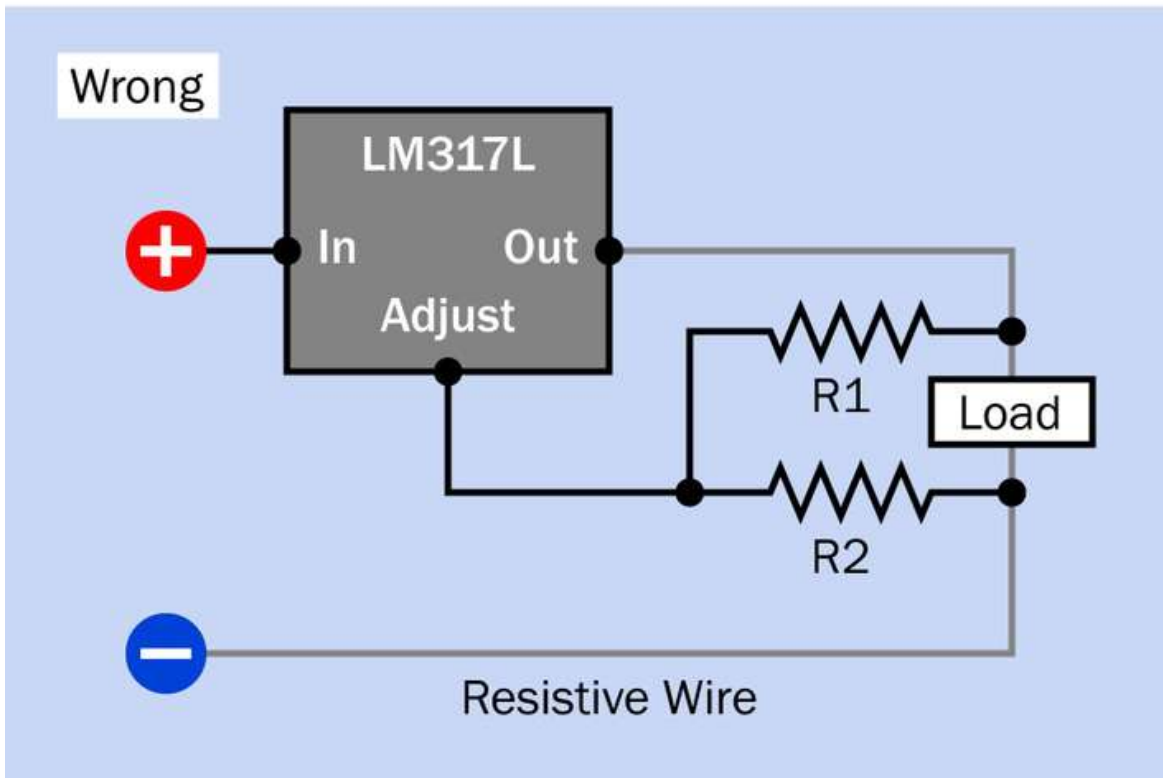 Wrong
LM317L
In
Out
Adjust
R1
Load
R2
Resistive Wire